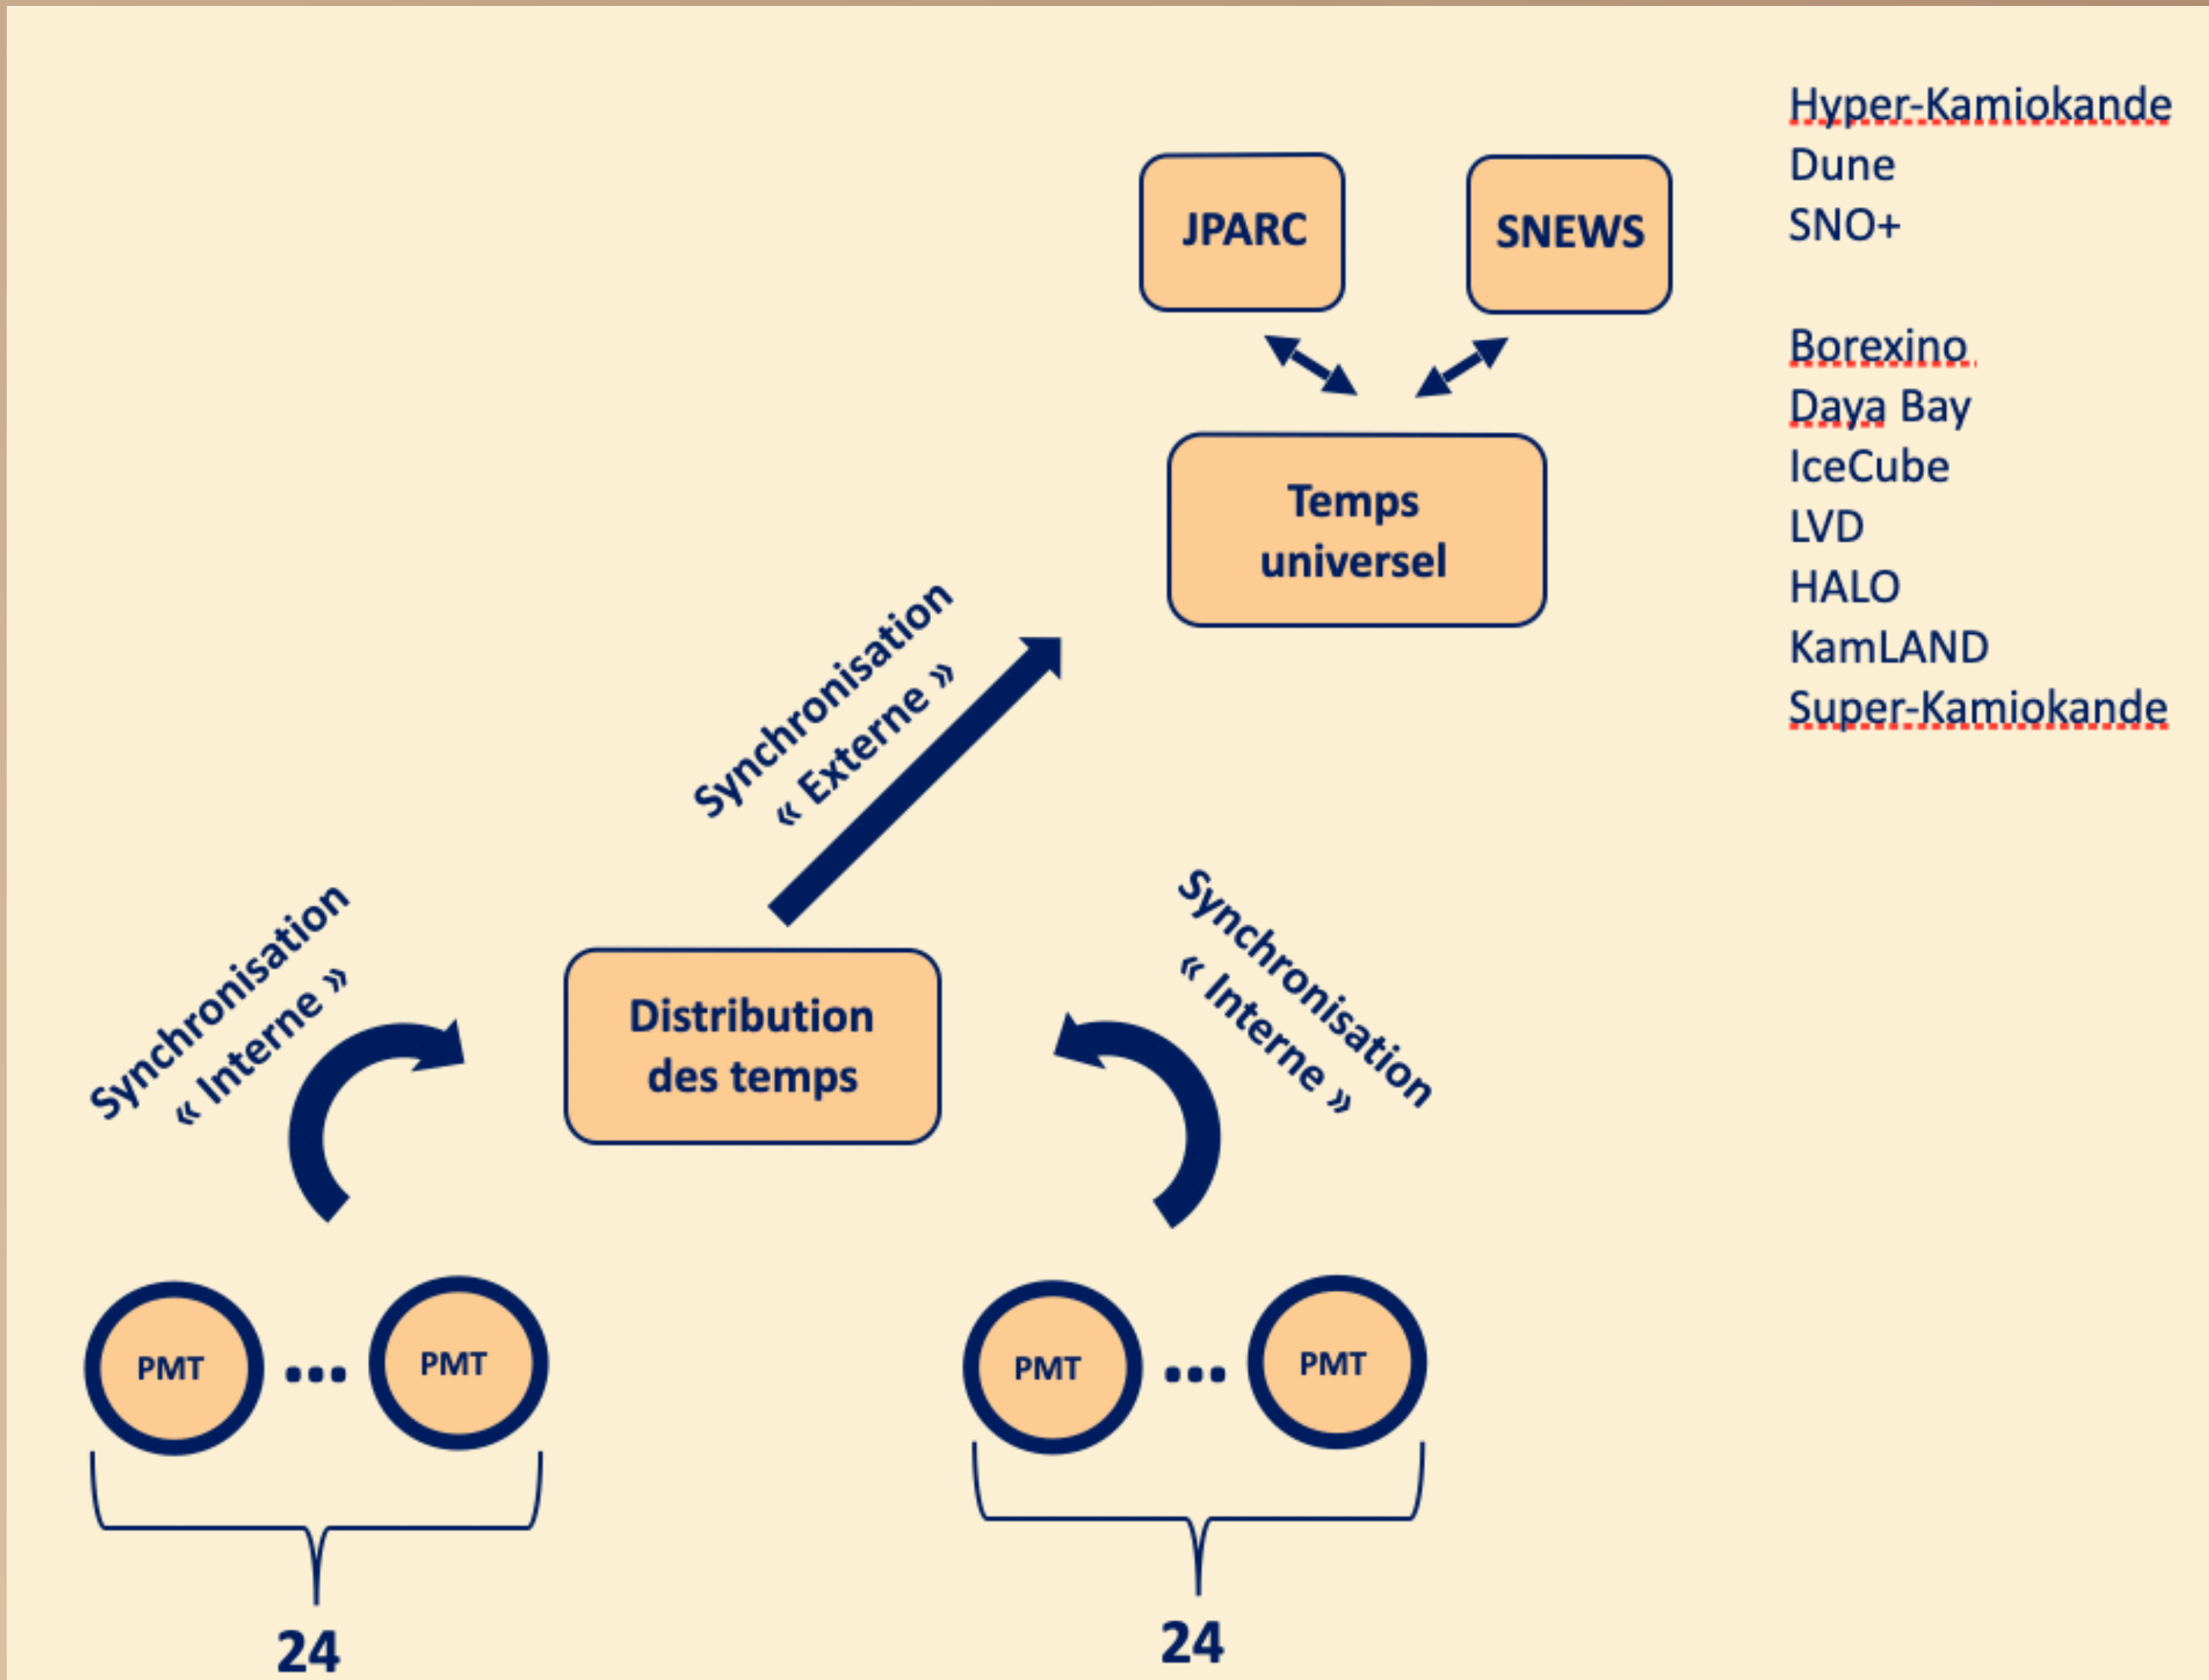 JPARC
SNEWS
Temps
universel
Hyper-Kamiokande
Dune
SNO+
Borexino
Daya Bay
IceCube
LVD
HALO
KamLAND
Super-Kamiokande
Synchronisation
« Externe »
Synchronisation
« Interne »
Distribution
des temps
Synchronisation
« Interne »
PMT ... PMT
PMT ... PMT
24
24